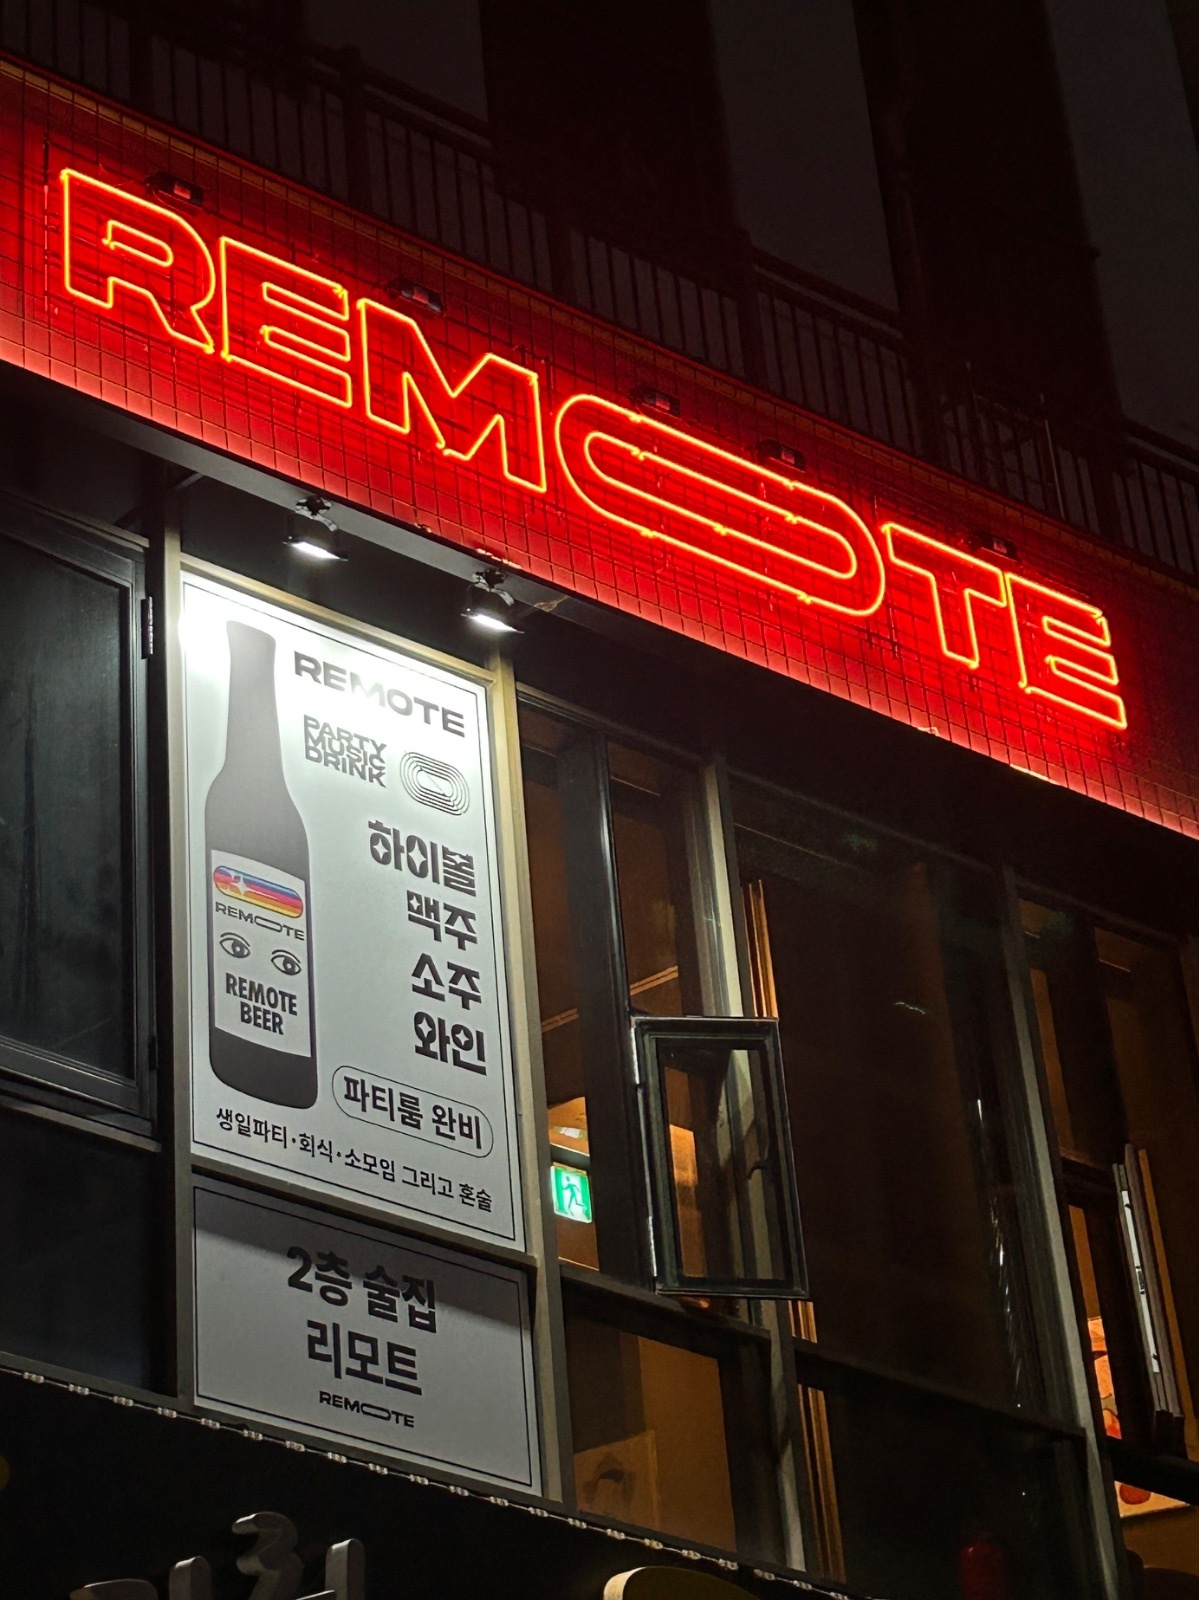 REMOTE
REMOTE
PARTY
MUSIC
DRINK
하이볼
맥주
소주
와인
REMOTE
REMOTE
BEER
파티룸 완비
생일파티·회식·소모임 그리고 혼술
2층 술집
리모트
REMOTE